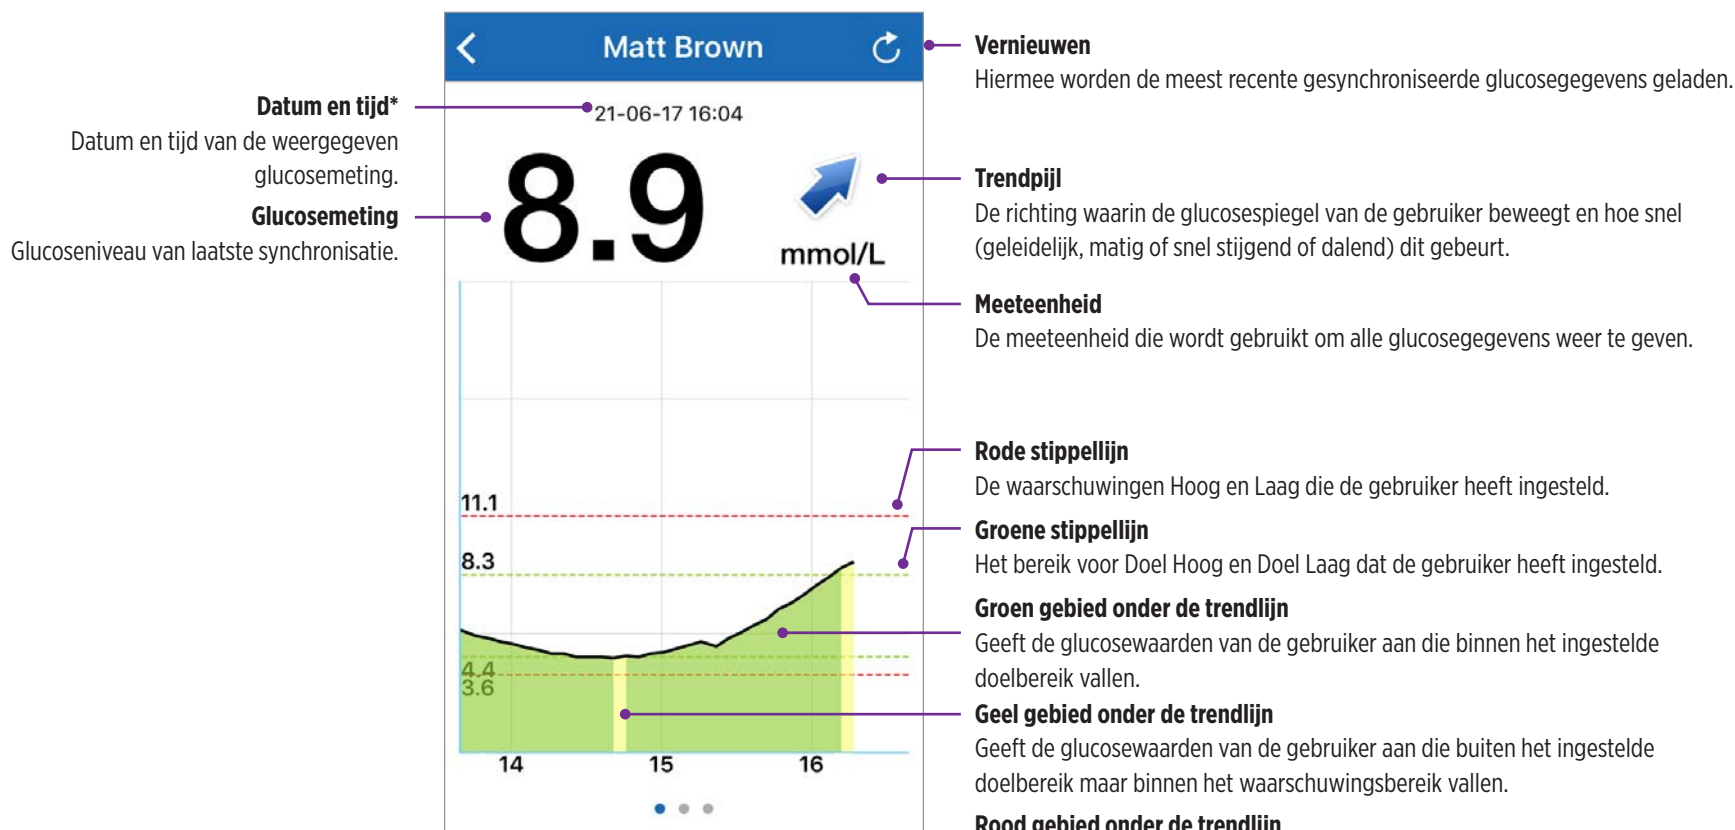 Matt Brown
21-06-17 16:04
8.9
mmol/L
11.1
8.3
4.4
3.6
14 15 16
Datum en tijd*
Datum en tijd van de weergegeven
glucosemeting.
Glucosemeting
Glucoseniveau van laatste synchronisatie.
Vernieuwen
Hiermee worden de meest recente gesynchroniseerde glucosegegevens geladen.
Trendpijl
De richting waarin de glucosespiegel van de gebruiker beweegt en hoe snel
(geleidelijk, matig of snel stijgend of dalend) dit gebeurt.
Meeteenheid
De meeteenheid die wordt gebruikt om alle glucosegegevens weer te geven.
Rode stippellijn
De waarschuwingen Hoog en Laag die de gebruiker heeft ingesteld.
Groene stippellijn
Het bereik voor Doel Hoog en Doel Laag dat de gebruiker heeft ingesteld.
Groen gebied onder de trendlijn
Geeft de glucosewaarden van de gebruiker aan die binnen het ingestelde
doelbereik vallen.
Geel gebied onder de trendlijn
Geeft de glucosewaarden van de gebruiker aan die buiten het ingestelde
doelbereik maar binnen het waarschuwingsbereik vallen.
Rood gebied onder de trendlijn